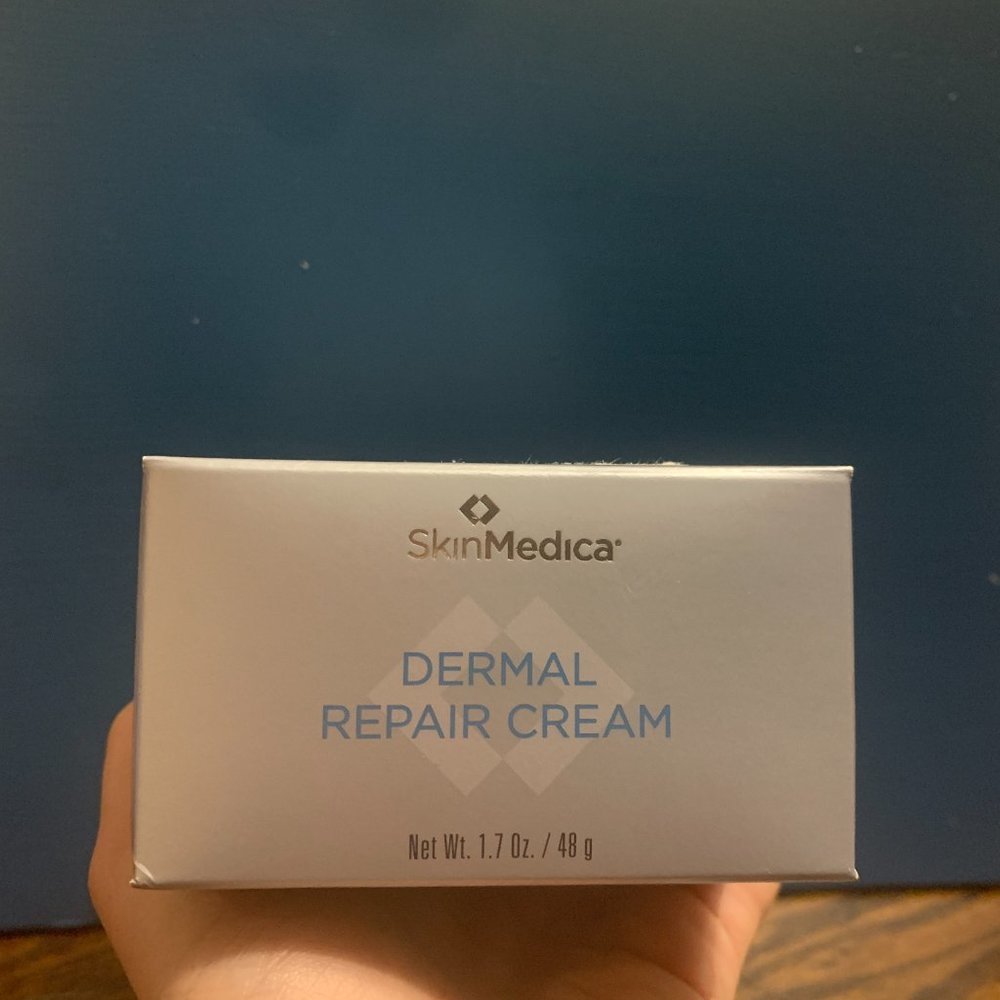 SkinMedica®
DERMAL
REPAIR CREAM
Net Wt. 1.7 Oz. / 48 g